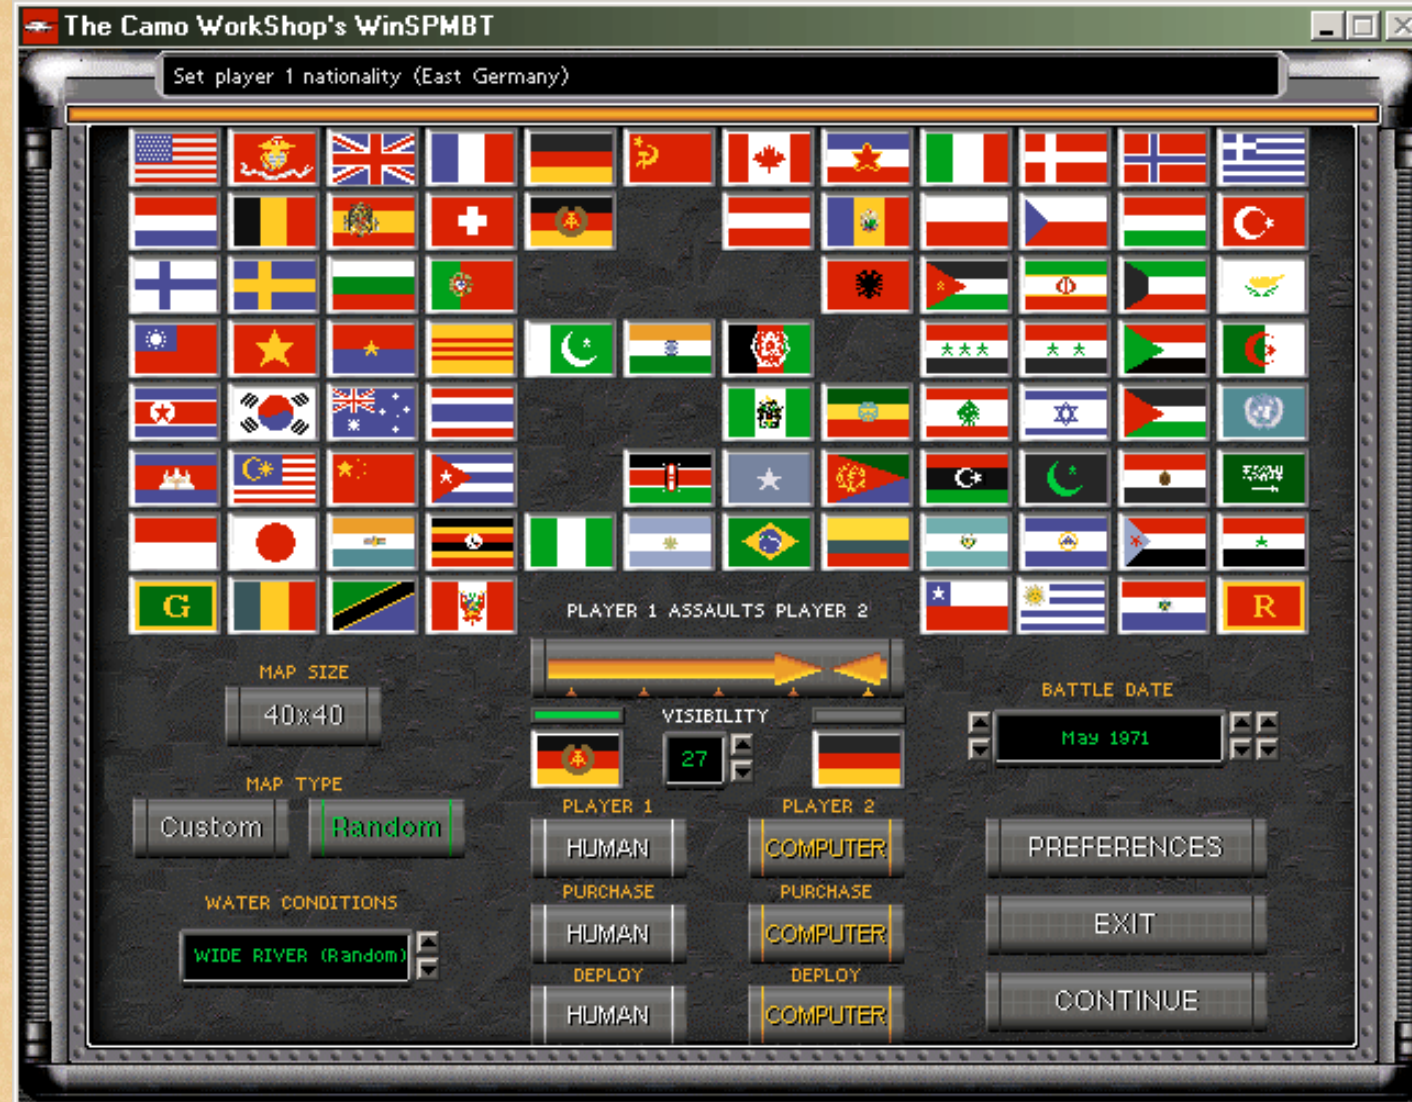 The Camo WorkShop's WinSPMBT
Set player 1 nationality (East Germany)
G
R
PLAYER 1 ASSAULTS PLAYER 2
MAP SIZE
40x40
BATTLE DATE
May 1971
VISIBILITY
27
MAP TYPE
Custom Random
PLAYER 1 PLAYER 2
HUMAN COMPUTER
PREFERENCES
PURCHASE PURCHASE
HUMAN COMPUTER
EXIT
WATER CONDITIONS
WIDE RIVER (Random)
DEPLOY DEPLOY
HUMAN COMPUTER
CONTINUE